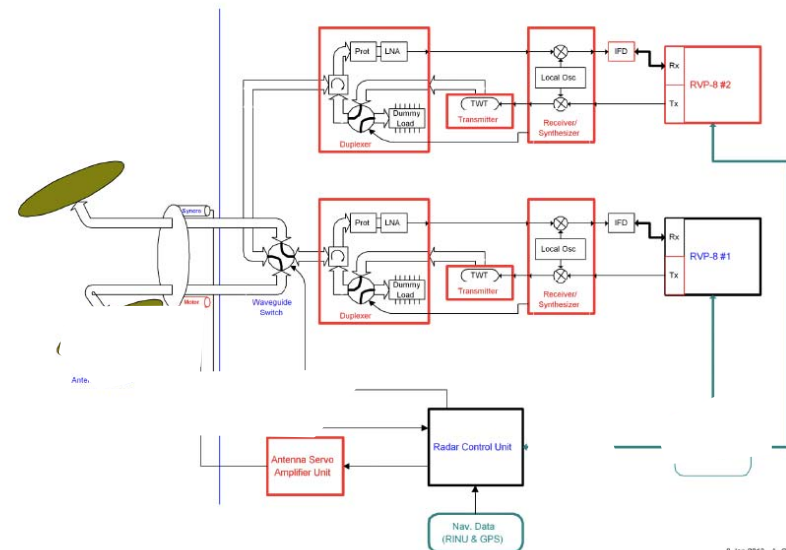 Prot
LNA
IFD
Rx
RVP-8 #2
Local Osc
TWT
Tx
Dummy
Load
Transmitter
Receiver/
Synthesizer
Duplexer
Synchro
Prot
LNA
IFD
Rx
RVP-8 #1
Local Osc
TWT
Tx
Motor
Waveguide
Switch
Dummy
Load
Transmitter
Receiver/
Synthesizer
Duplexer
Radar Control Unit
Antenna Servo
Amplifier Unit
Nav. Data
(RINU & GPS)